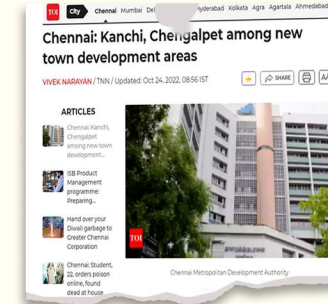 TOI City Chennai Mumbai Del Hyderabad Kolkata Agra Agartala Ahmedabad
Chennai: Kanchi, Chengalpet among new
town development areas
VIVEK NARAYAN / TNN / Updated: Oct 24, 2022, 08:56 IST
SHARE
AA
ARTICLES
Chennai: Kanchi,
Chengalpet
among new town
development...
ISB Product
Management
programme:
Preparing...
Hand over your
Diwali garbage to
Greater Chennai
Corporation
Chennai: Student,
22, orders poison
online, found
dead at house
TOI
Chennai Metropolitan Development Authority